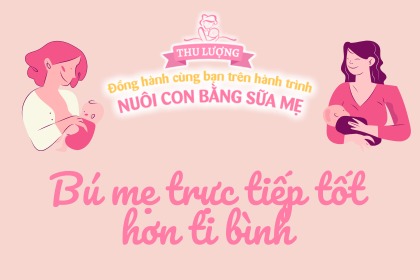 THU LƯỢNG
Đồng hành cùng bạn trên hành trình
NUÔI CON BẰNG SỮA MẸ
Bú mẹ trực tiếp tốt
hơn ti bình